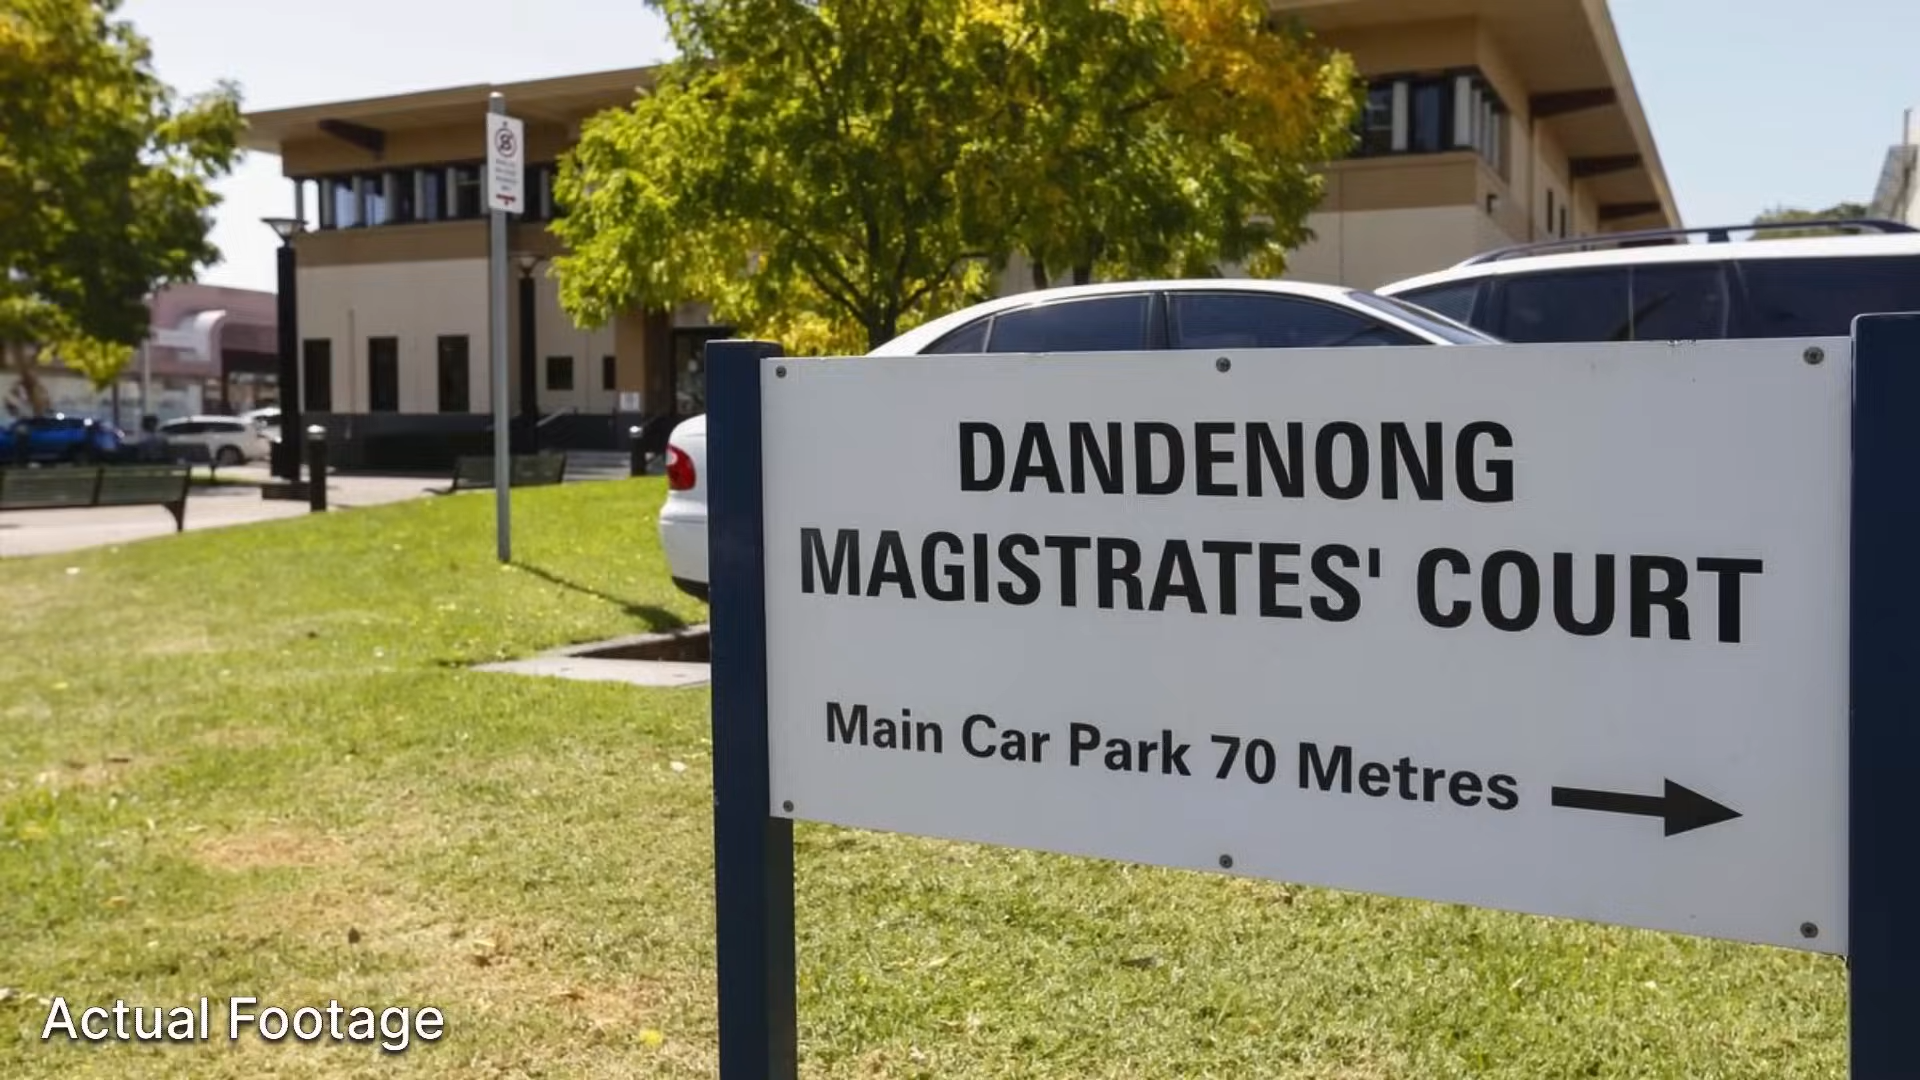 DANDENONG
MAGISTRATES' COURT
Main Car Park 70 Metres
Actual Footage